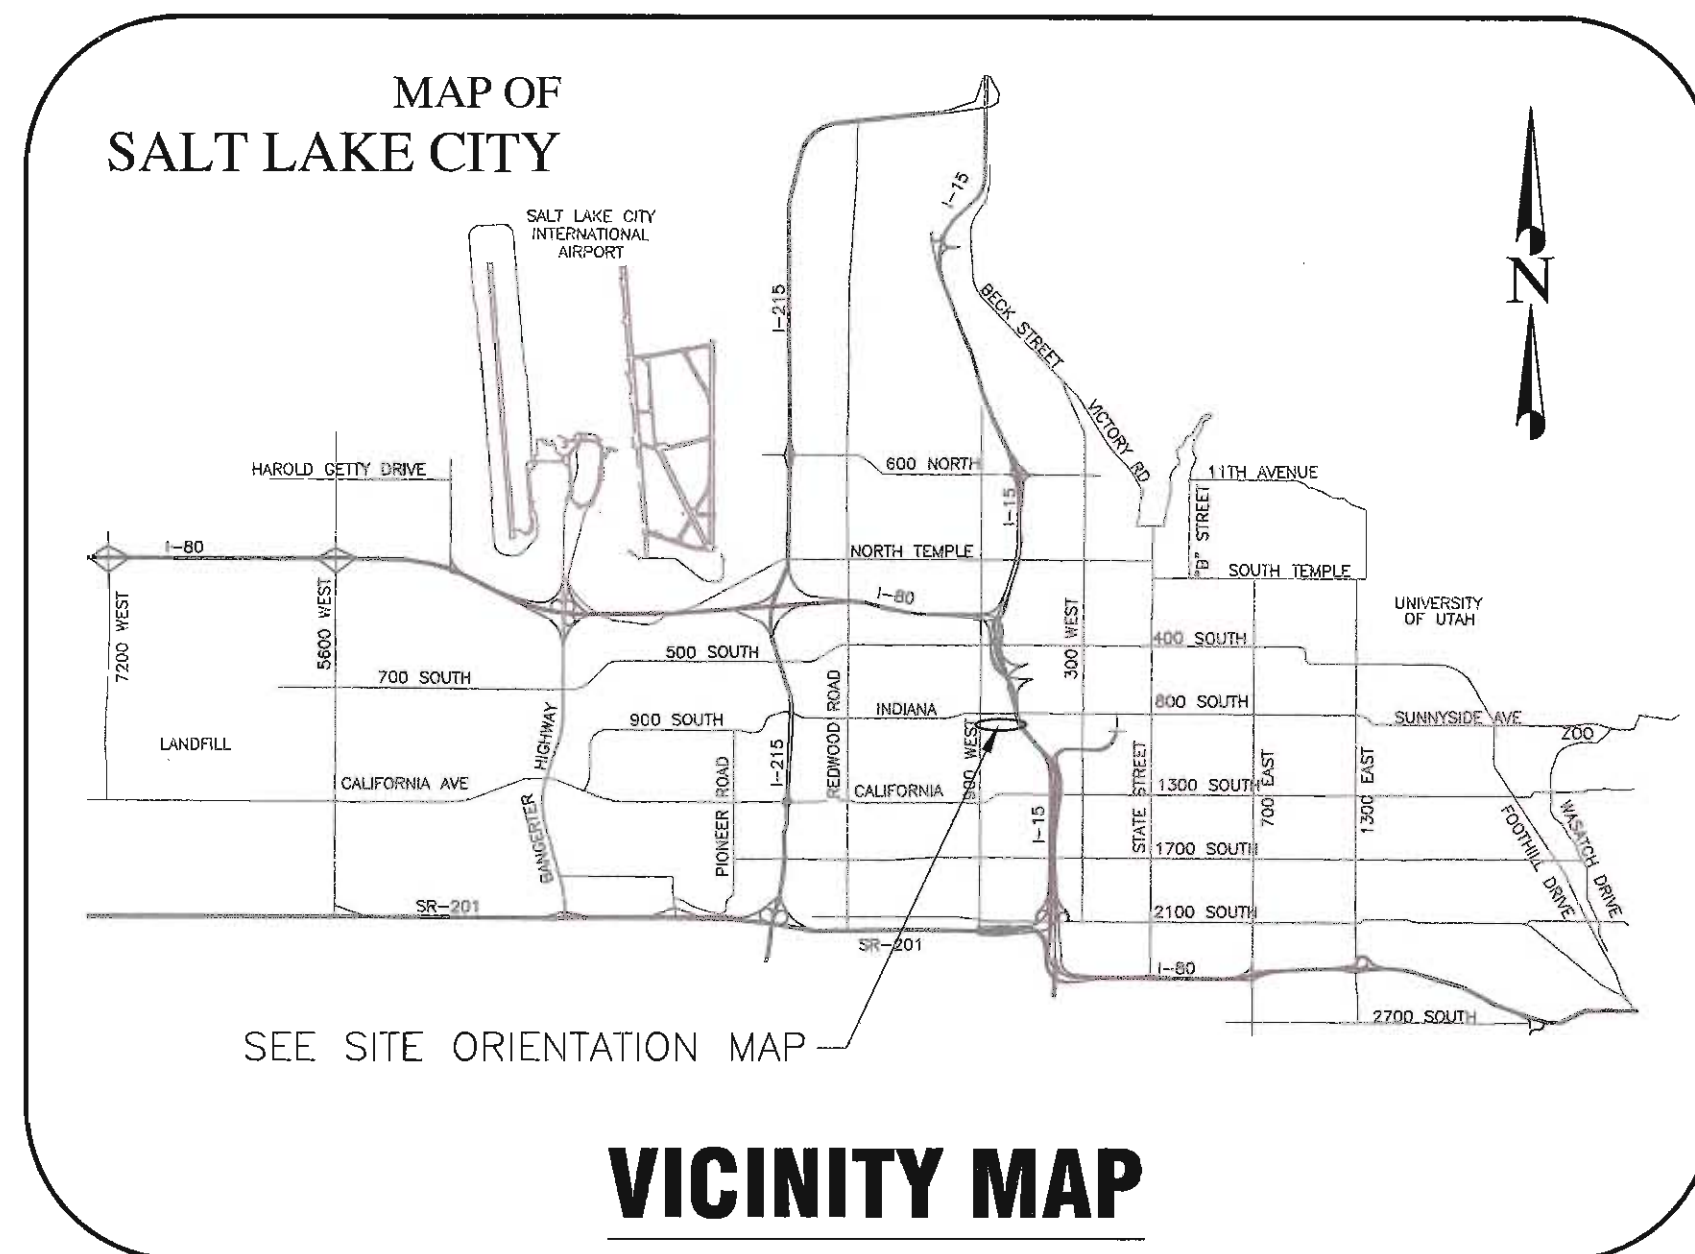 MAP OF
SALT LAKE CITY
SALT LAKE CITY
INTERNATIONAL
AIRPORT
I-15
N
I-215
BECK STREET
VICTORY RD
HAROLD GETTY DRIVE
600 NORTH
11TH AVENUE
I-15
"D" STREET
I-80
NORTH TEMPLE
SOUTH TEMPLE
7200 WEST
5600 WEST
I-80
300 WEST
UNIVERSITY
OF UTAH
400 SOUTH
500 SOUTH
700 SOUTH
REDWOOD ROAD
INDIANA
800 SOUTH
900 SOUTH
SUNNYSIDE AVE
ZOO
LANDFILL
BANGERTER HIGHWAY
I-215
900 WEST
STATE STREET
700 EAST
1300 EAST
CALIFORNIA AVE
PIONEER ROAD
CALIFORNIA
1300 SOUTH
I-15
FOOTHILL DRIVE
WASATCH DRIVE
1700 SOUTH
SR-201
2100 SOUTH
SR-201
I-80
2700 SOUTH
SEE SITE ORIENTATION MAP
VICINITY MAP